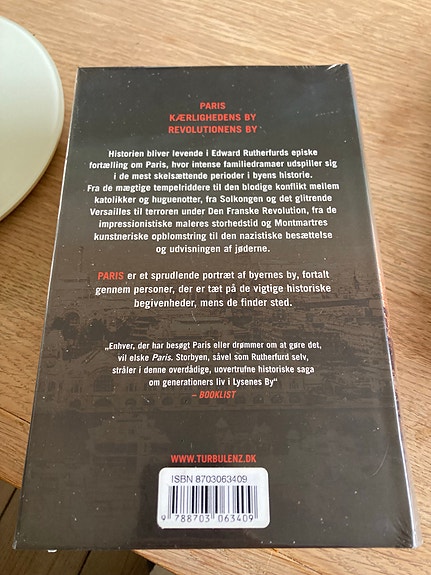 PARIS
KÆRLIGHEDENS BY
REVOLUTIONENS BY
Historien bliver levende i Edward Rutherfurds episke
fortælling om Paris, hvor intense familiedramaer udspiller sig
i de mest skelsættende perioder i byens historie.
Fra de mægtige tempelriddere til den blodige konflikt mellem
katolikker og huguenotter, fra Solkongen og det glitrende
Versailles til terroren under Den Franske Revolution, fra de
impressionistiske maleres storhedstid og Montmartres
kunstneriske opblomstring til den nazistiske besættelse
og udvisningen af jøderne.
PARIS er et sprudlende portræt af byernes by, fortalt
gennem personer, der er tæt på de vigtige historiske
begivenheder, mens de finder sted.
„Enhver, der har besøgt Paris eller drømmer om at gøre det,
vil elske Paris. Storbyen, såvel som Rutherfurd selv,
stråler i denne overdådige, uovertrufne historiske saga
om generationers liv i Lysenes By“
– BOOKLIST
WWW.TURBULENZ.DK
ISBN 8703063409
9 788703 063409